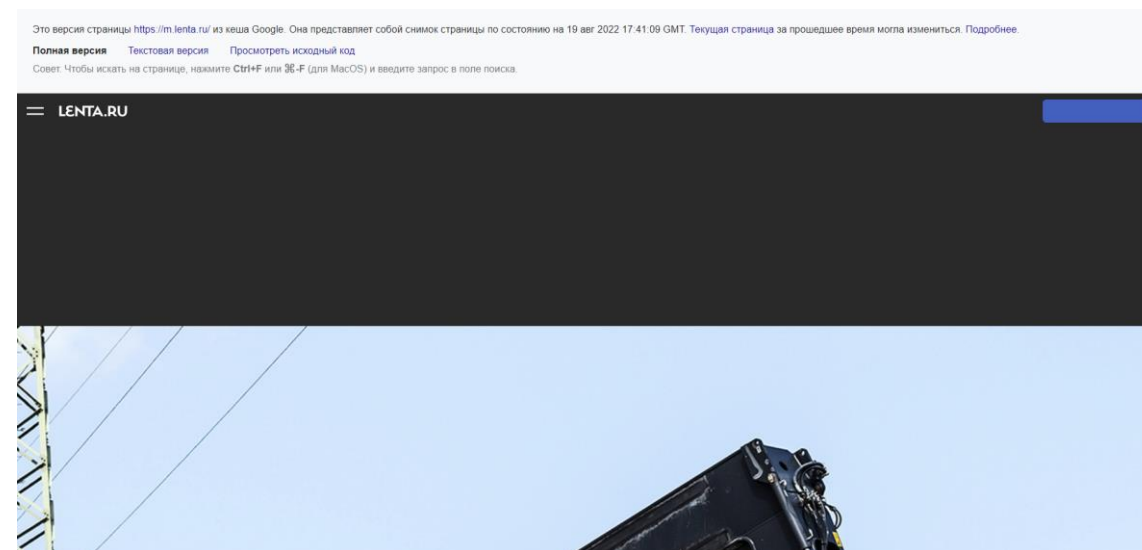 Это версия страницы https://m.lenta.ru/ из кеша Google. Она представляет собой снимок страницы по состоянию на 19 авг 2022 17:41:09 GMT. Текущая страница за прошедшее время могла измениться. Подробнее.
Полная версия Текстовая версия Просмотреть исходный код
Совет. Чтобы искать на странице, нажмите Ctrl+F или ⌘-F (для MacOS) и введите запрос в поле поиска.
LENTA.RU